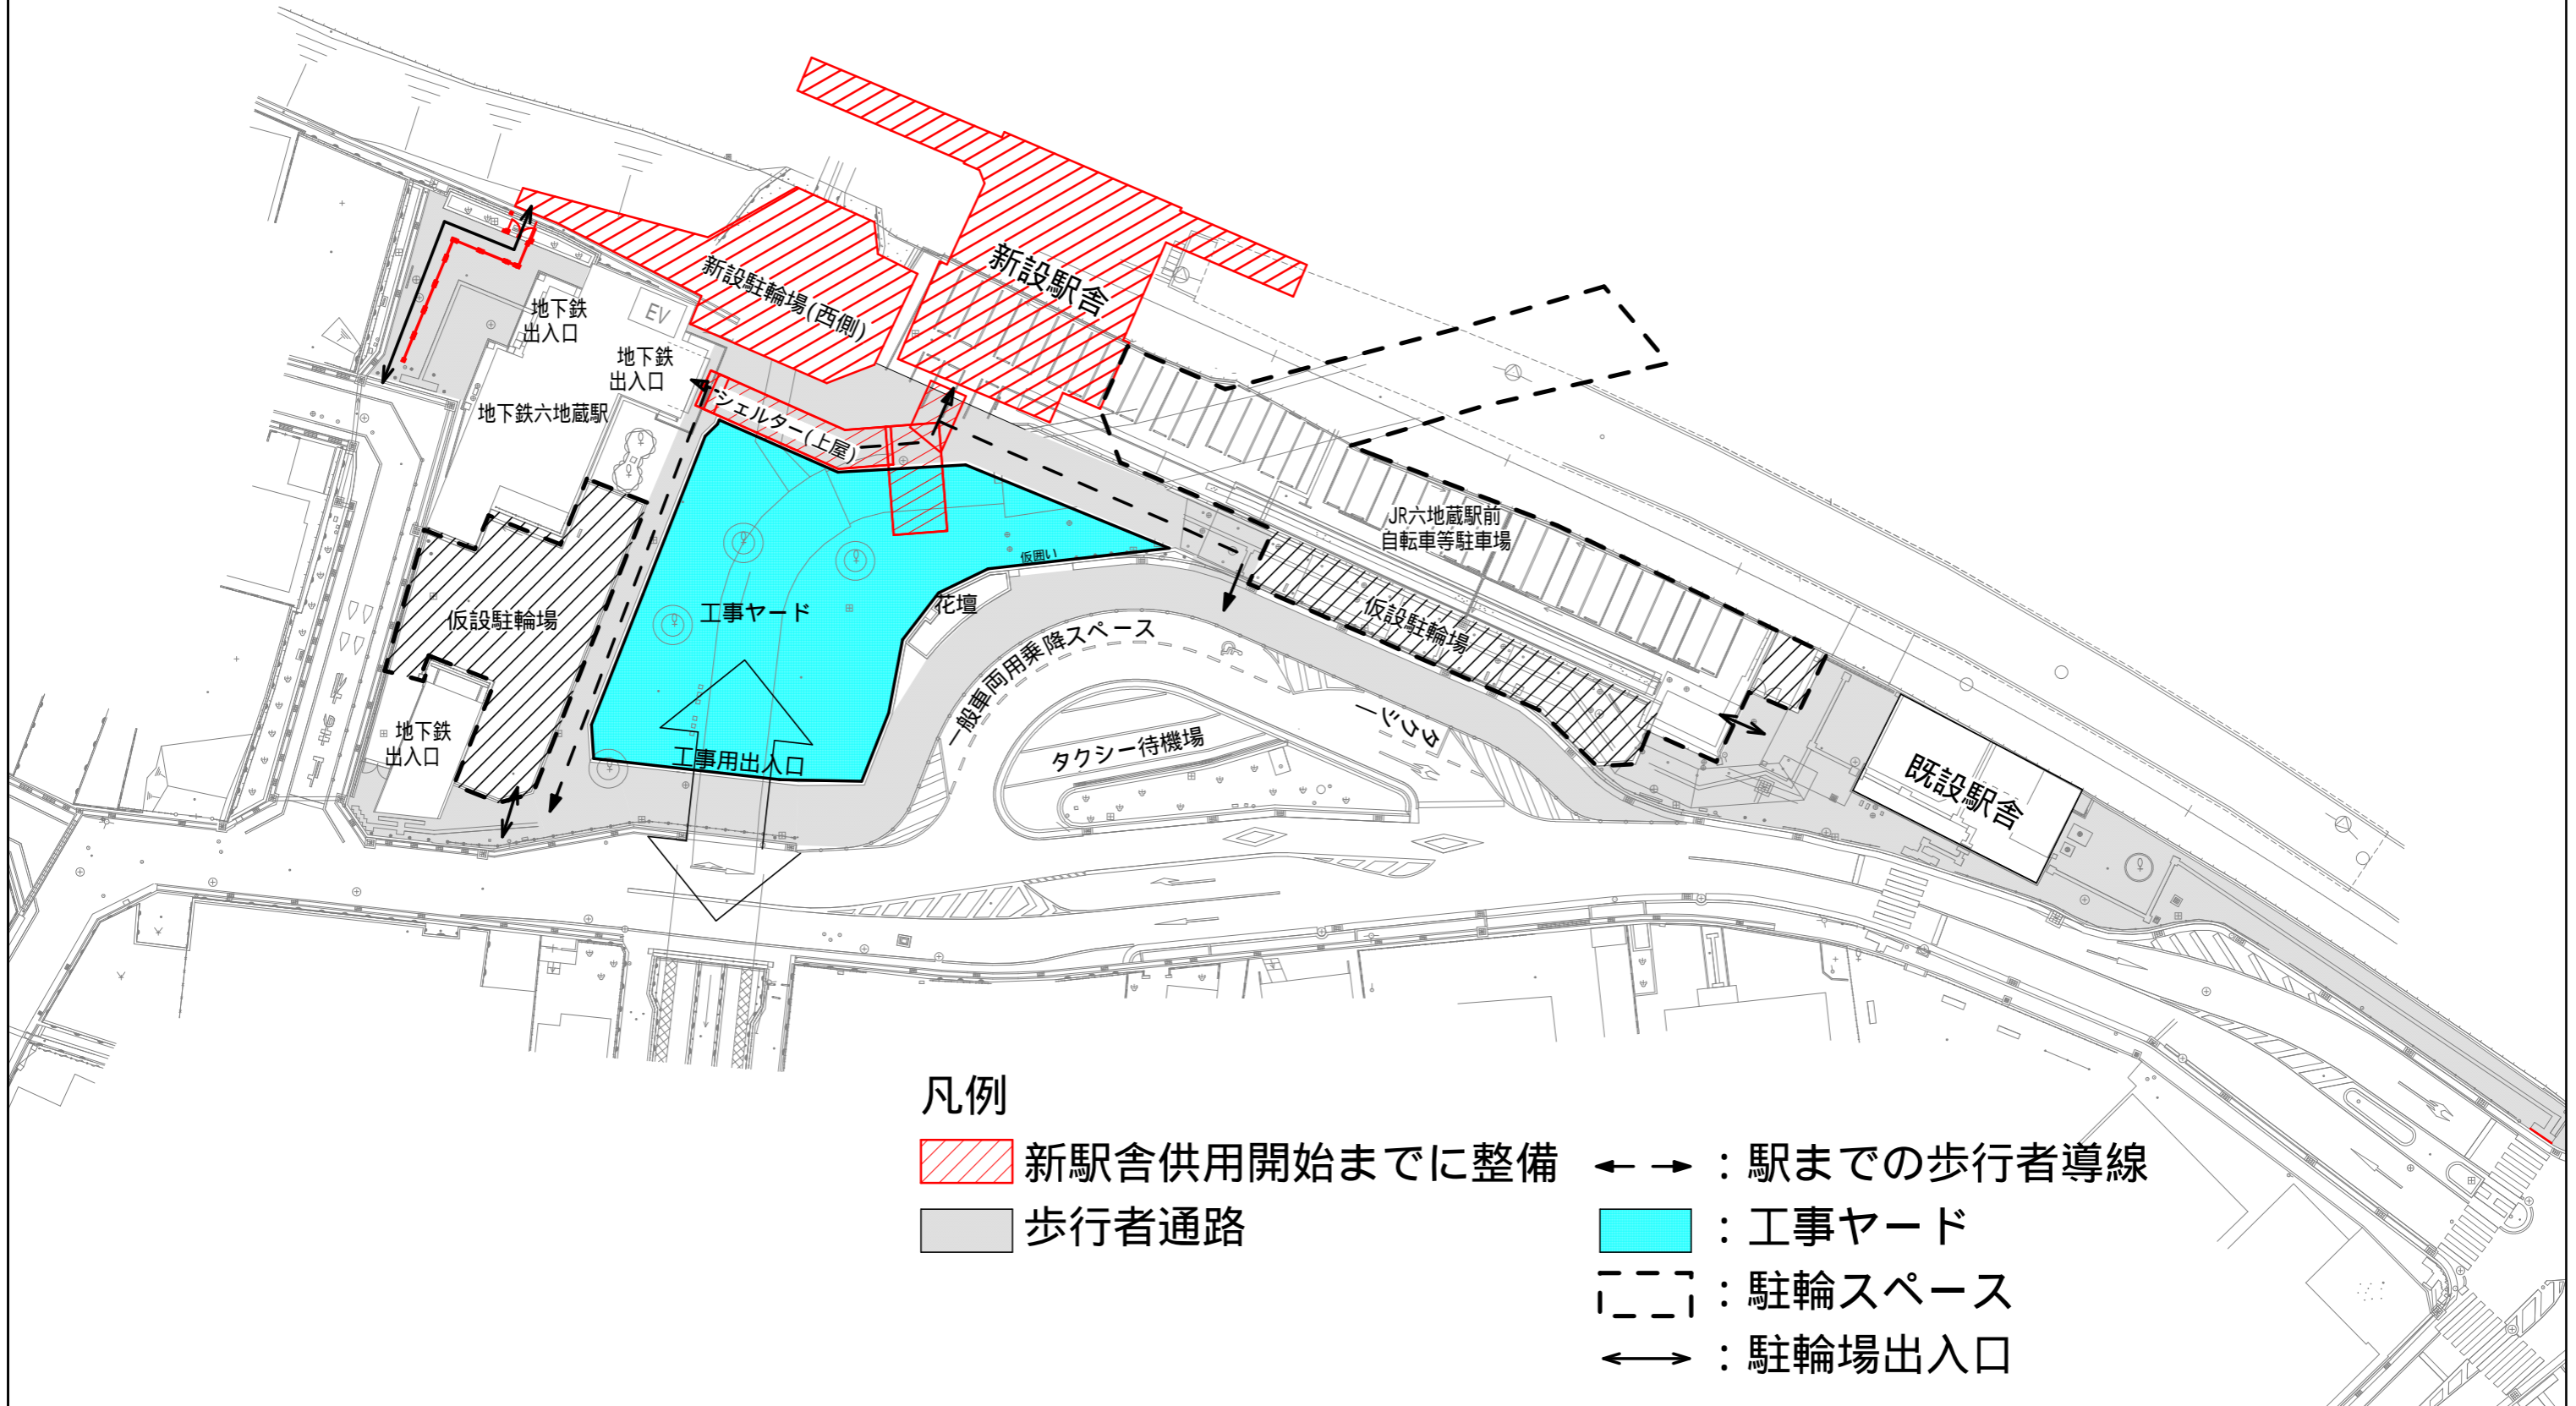 新設駅舎
新設駐輪場(西側)
地下鉄
出入口
EV
地下鉄
出入口
地下鉄六地蔵駅
シェルター(上屋)
JR六地蔵駅前
自転車等駐車場
仮囲い
花壇
工事ヤード
仮設駐輪場
仮設駐輪場
一般車両用乗降スペース
タクシー
タクシー待機場
地下鉄
出入口
工事用出入口
既設駅舎
凡例
新駅舎供用開始までに整備
:駅までの歩行者導線
歩行者通路
:工事ヤード
:駐輪スペース
:駐輪場出入口